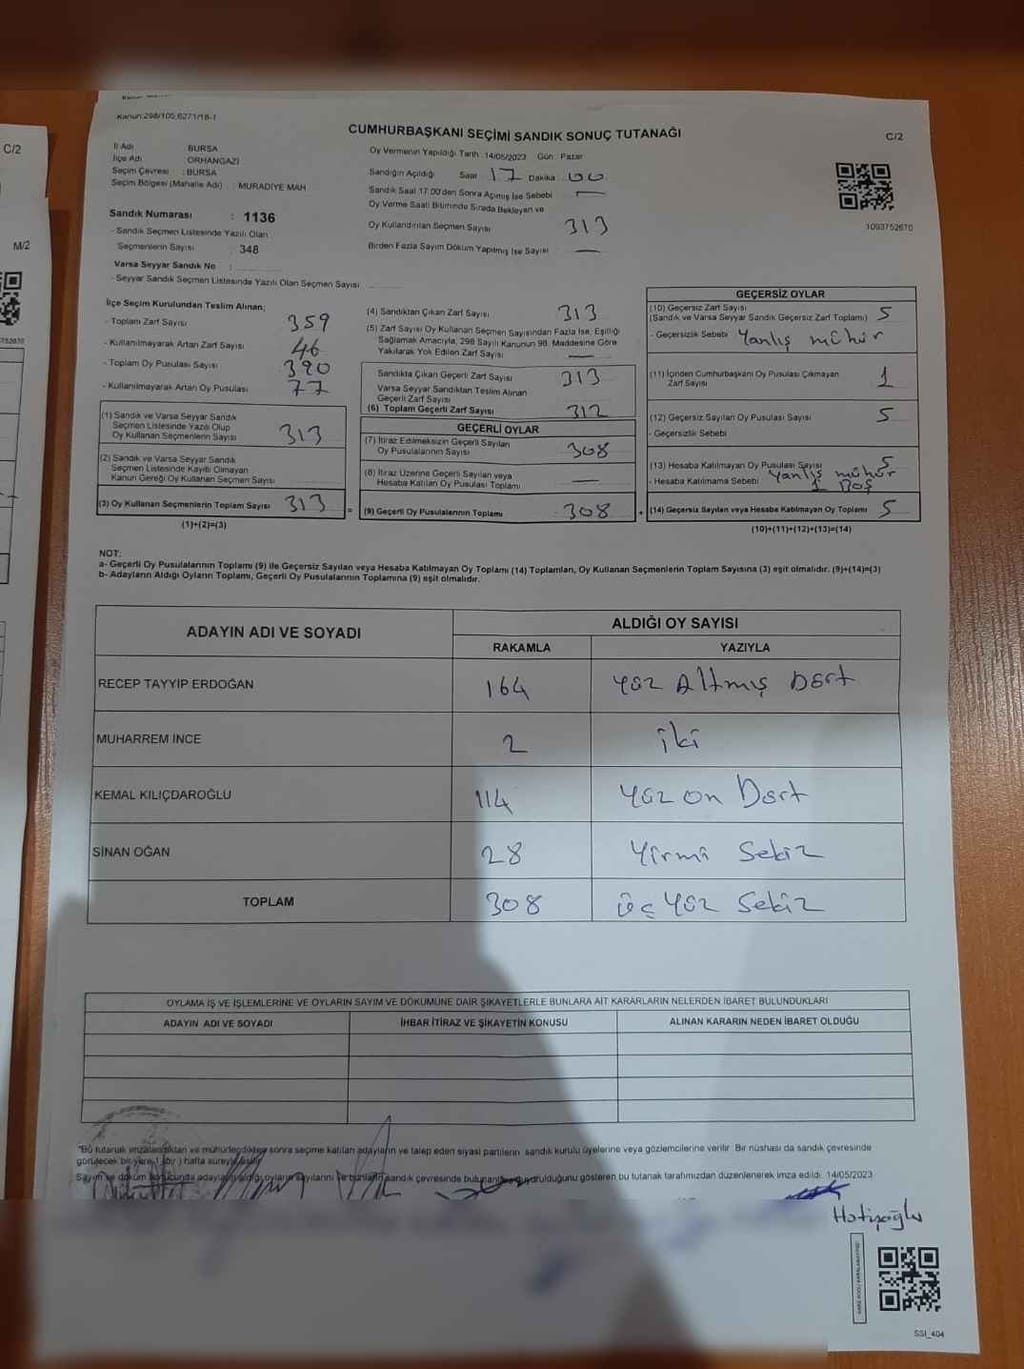 Kanun:298/105,6271/18-1
CUMHURBAŞKANI SEÇİMİ SANDIK SONUÇ TUTANAĞI
C/2
C/2
M/2
İl Adı BURSA
İlçe Adı ORHANGAZİ
Seçim Çevresi : BURSA
Seçim Bölgesi (Mahalle Adı) : MURADİYE MAH
Oy Vermenin Yapıldığı Tarih :14/05/2023 Gün : Pazar
Sandığın Açıldığı Saat 17 Dakika 00
Sandık Saat 17:00'den Sonra Açılmış İse Sebebi —
Oy Verme Saati Bitiminde Sırada Bekleyen ve
Oy Kullandırılan Seçmen Sayısı 313
Birden Fazla Sayım Döküm Yapılmış İse Sayısı —
1093752670
Sandık Numarası : 1136
- Sandık Seçmen Listesinde Yazılı Olan
Seçmenlerin Sayısı : 348
Varsa Seyyar Sandık No :
- Seyyar Sandık Seçmen Listesinde Yazılı Olan Seçmen Sayısı
İlçe Seçim Kurulundan Teslim Alınan;
- Toplam Zarf Sayısı 359
- Kullanılmayarak Artan Zarf Sayısı 46
- Toplam Oy Pusulası Sayısı 390
- Kullanılmayarak Artan Oy Pusulası 77
(1) Sandık ve Varsa Seyyar Sandık
Seçmen Listesinde Yazılı Olup
Oy Kullanan Seçmenlerin Sayısı 313
(2) Sandık ve Varsa Seyyar Sandık
Seçmen Listesinde Kayıtlı Olmayan
Kanun Gereği Oy Kullanan Seçmen Sayısı
(3) Oy Kullanan Seçmenlerin Toplam Sayısı 313 =
(1)+(2)=(3)
(4) Sandıktan Çıkan Zarf Sayısı 313
(5) Zarf Sayısı Oy Kullanan Seçmen Sayısından Fazla İse, Eşitliği
Sağlamak Amacıyla, 298 Sayılı Kanunun 98. Maddesine Göre
Yakılarak Yok Edilen Zarf Sayısı —
Sandıkta Çıkan Geçerli Zarf Sayısı 313
Varsa Seyyar Sandıktan Teslim Alınan
Geçerli Zarf Sayısı
(6) Toplam Geçerli Zarf Sayısı 312
GEÇERLİ OYLAR
(7) İtiraz Edilmeksizin Geçerli Sayılan
Oy Pusulalarının Sayısı 308
(8) İtiraz Üzerine Geçerli Sayılan veya
Hesaba Katılan Oy Pusulası Toplamı —
(9) Geçerli Oy Pusulalarının Toplamı 308 +
GEÇERSİZ OYLAR
(10) Geçersiz Zarf Sayısı
(Sandık ve Varsa Seyyar Sandık Geçersiz Zarf Toplamı) 5
- Geçersizlik Sebebi Yanlış mühür
(11) İçinden Cumhurbaşkanı Oy Pusulası Çıkmayan
Zarf Sayısı 1
(12) Geçersiz Sayılan Oy Pusulası Sayısı 5
- Geçersizlik Sebebi
(13) Hesaba Katılmayan Oy Pusulası Sayısı 5
- Hesaba Katılmama Sebebi Yanlış mühür
1 Boş
(14) Geçersiz Sayılan veya Hesaba Katılmayan Oy Toplamı 5
(10)+(11)+(12)+(13)=(14)
NOT:
a- Geçerli Oy Pusulalarının Toplamı (9) ile Geçersiz Sayılan veya Hesaba Katılmayan Oy Toplamı (14) Toplamları, Oy Kullanan Seçmenlerin Toplam Sayısına (3) eşit olmalıdır. (9)+(14)=(3)
b- Adayların Aldığı Oyların Toplamı, Geçerli Oy Pusulalarının Toplamına (9) eşit olmalıdır.
ADAYIN ADI VE SOYADI ALDIĞI OY SAYISI
RAKAMLA YAZIYLA
RECEP TAYYİP ERDOĞAN 164 Yüz Altmış Dört
MUHARREM İNCE 2 iki
KEMAL KILIÇDAROĞLU 114 Yüz on Dört
SİNAN OĞAN 28 Yirmi Sekiz
TOPLAM 308 üç Yüz Sekiz
OYLAMA İŞ VE İŞLEMLERİNE VE OYLARIN SAYIM VE DÖKÜMÜNE DAİR ŞİKAYETLERLE BUNLARA AİT KARARLARIN NELERDEN İBARET BULUNDUKLARI
ADAYIN ADI VE SOYADI İHBAR İTİRAZ VE ŞİKAYETİN KONUSU ALINAN KARARIN NEDEN İBARET OLDUĞU
"Bu tutanak imzalandıktan ve mühürlendikten sonra seçime katılan adayların ve talep eden siyasi partilerin sandık kurulu üyelerine veya gözlemcilerine verilir. Bir nüshası da sandık çevresinde
görülecek bir yere 1 (bir) hafta süreyle asılır.
Sayım ve döküm sonucunda adayların aldığı oyların sayılarını ve bunların sandık çevresinde bulunanlara duyurulduğunu gösteren bu tutanak tarafımızdan düzenlenerek imza edildi. 14/05/2023
Hatipoğlu
SSI_404